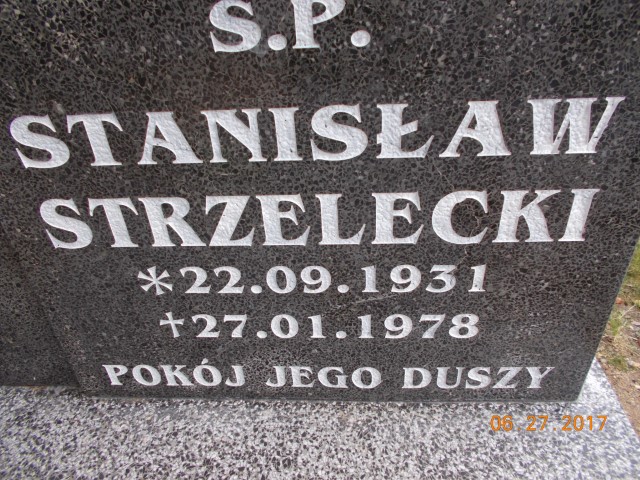 S.P.
STANISŁAW
STRZELECKI
*22.09.1931
†27.01.1978
POKÓJ JEGO DUSZY
06 27 2017